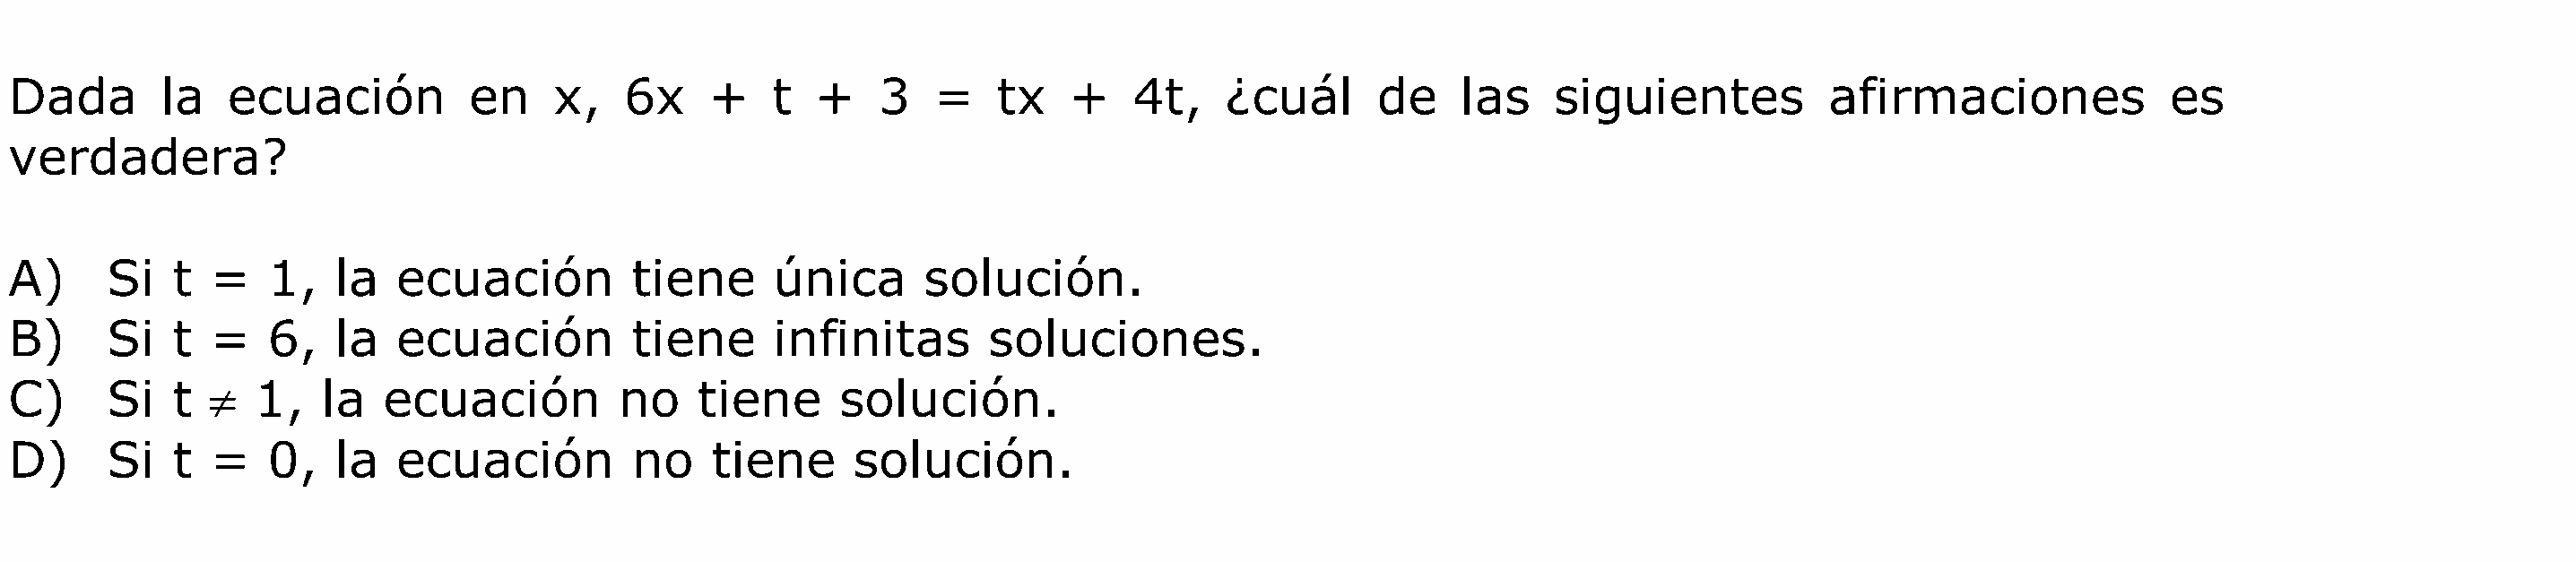 Dada la ecuación en x, 6x + t + 3 = tx + 4t, ¿cuál de las siguientes afirmaciones es
verdadera?
A) Si t = 1, la ecuación tiene única solución.
B) Si t = 6, la ecuación tiene infinitas soluciones.
C) Si t ≠ 1, la ecuación no tiene solución.
D) Si t = 0, la ecuación no tiene solución.